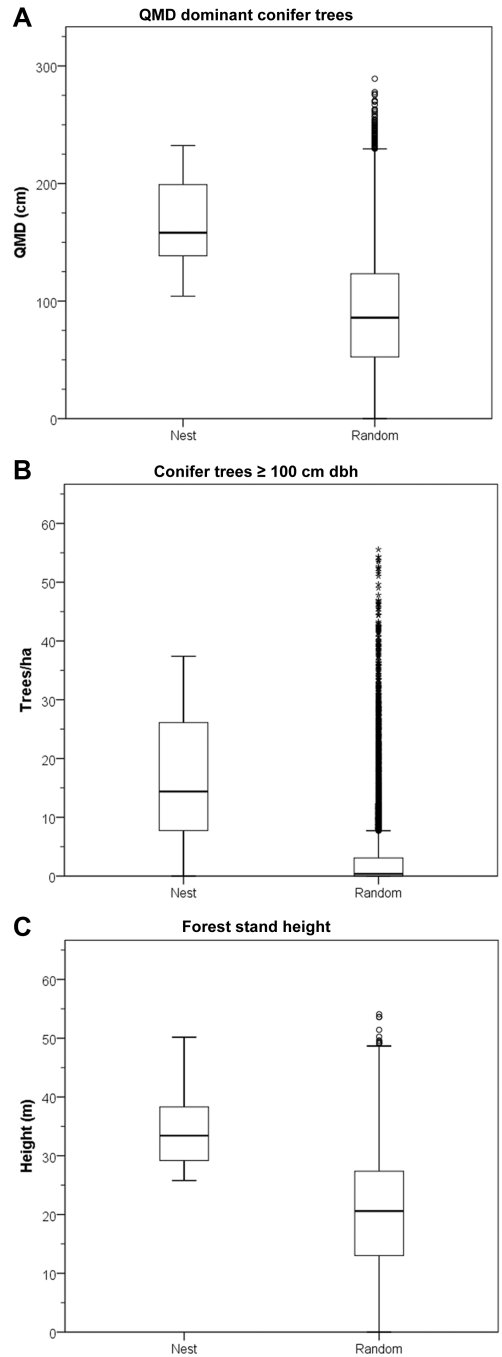 A
QMD dominant conifer trees
QMD (cm)
300
200
100
0
Nest
Random
B
Conifer trees ≥ 100 cm dbh
Trees/ha
60
50
40
30
20
10
0
Nest
Random
C
Forest stand height
Height (m)
60
50
40
30
20
10
0
Nest
Random